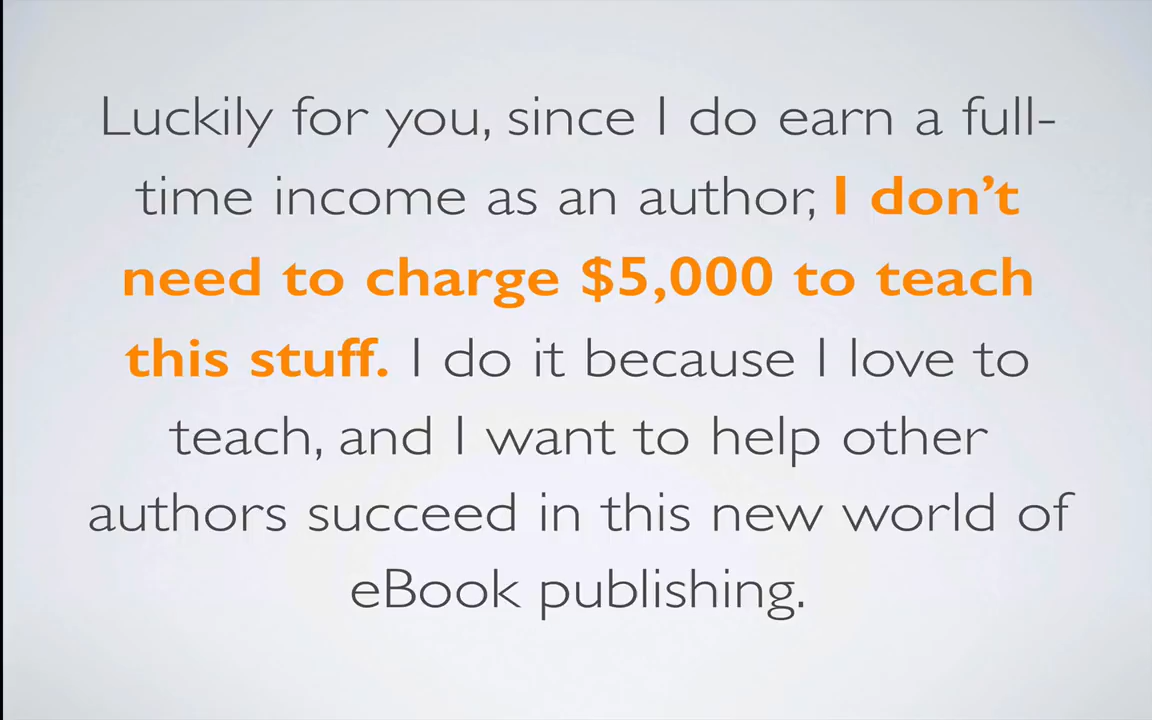 Luckily for you, since I do earn a full-
time income as an author, I don’t
need to charge $5,000 to teach
this stuff. I do it because I love to
teach, and I want to help other
authors succeed in this new world of
eBook publishing.